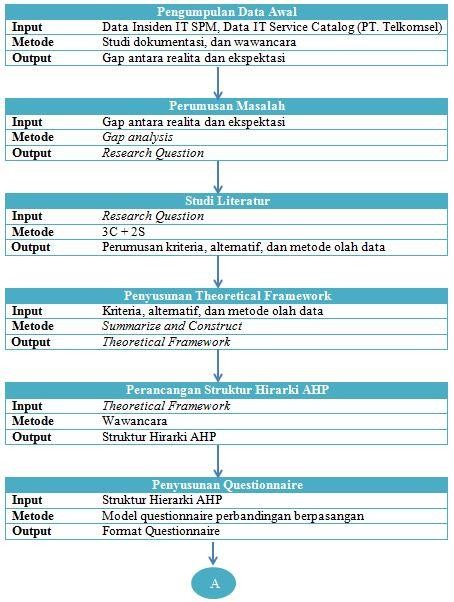 Pengumpulan Data Awal
Input Data Insiden IT SPM, Data IT Service Catalog (PT. Telkomsel)
Metode Studi dokumentasi, dan wawancara
Output Gap antara realita dan ekspektasi
Perumusan Masalah
Input Gap antara realita dan ekspektasi
Metode Gap analysis
Output Research Question
Studi Literatur
Input Research Question
Metode 3C + 2S
Output Perumusan kriteria, alternatif, dan metode olah data
Penyusunan Theoretical Framework
Input Kriteria, alternatif, dan metode olah data
Metode Summarize and Construct
Output Theoretical Framework
Perancangan Struktur Hirarki AHP
Input Theoretical Framework
Metode Wawancara
Output Struktur Hirarki AHP
Penyusunan Questionnaire
Input Struktur Hierarki AHP
Metode Model questionnaire perbandingan berpasangan
Output Format Questionnaire
A